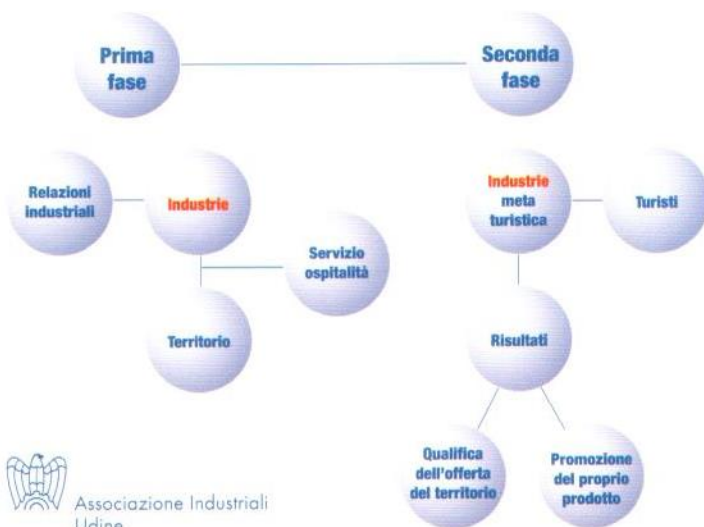 Prima
fase
Seconda
fase
Relazioni
industriali
Industrie
Servizio
ospitalità
Territorio
Industrie
meta
turistica
Turisti
Risultati
Qualifica
dell'offerta
del territorio
Promozione
del proprio
prodotto
Associazione Industriali
Udine